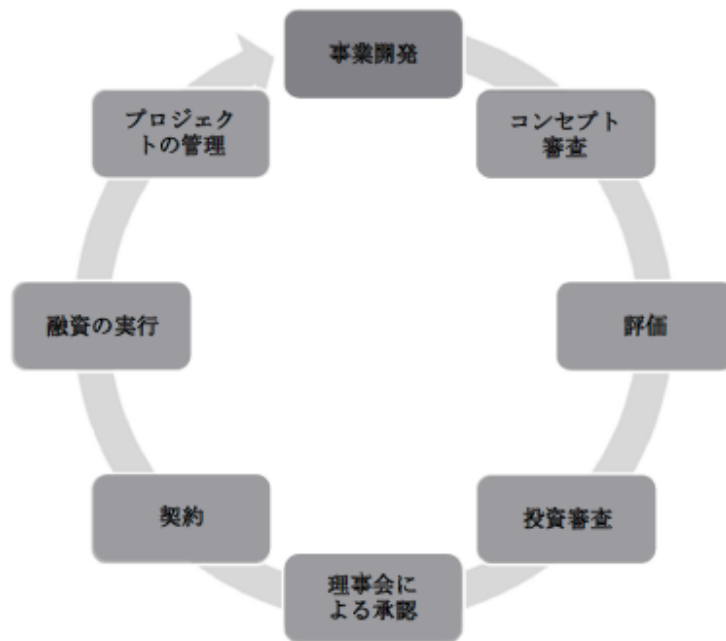 事業開発
コンセプト
審査
評価
投資審査
理事会に
よる承認
契約
融資の実行
プロジェク
トの管理